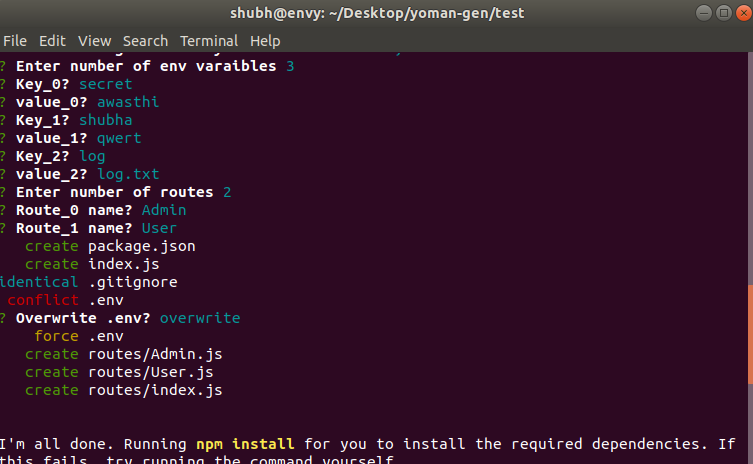 shubh@envy: ~/Desktop/yoman-gen/test
File Edit View Search Terminal Help
? Enter number of env varaibles 3
? Key_0? secret
? value_0? awasthi
? Key_1? shubha
? value_1? qwert
? Key_2? log
? value_2? log.txt
? Enter number of routes 2
? Route_0 name? Admin
? Route_1 name? User
create package.json
create index.js
identical .gitignore
conflict .env
? Overwrite .env? overwrite
force .env
create routes/Admin.js
create routes/User.js
create routes/index.js
I'm all done. Running npm install for you to install the required dependencies. If
this fails, try running the command yourself.